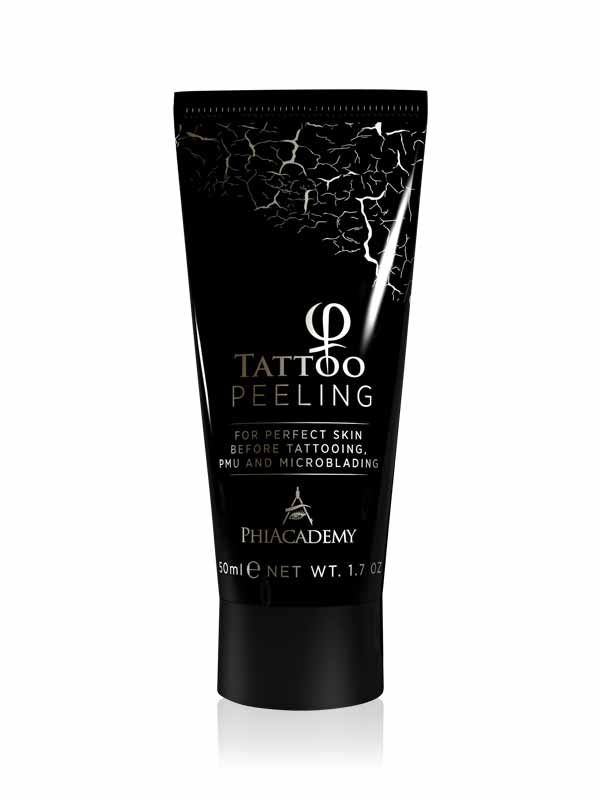 φ
TATTOO
PEELING
FOR PERFECT SKIN
BEFORE TATTOOING,
PMU AND MICROBLADING
PHIACADEMY
50ml ℮ NET WT. 1.7 OZ